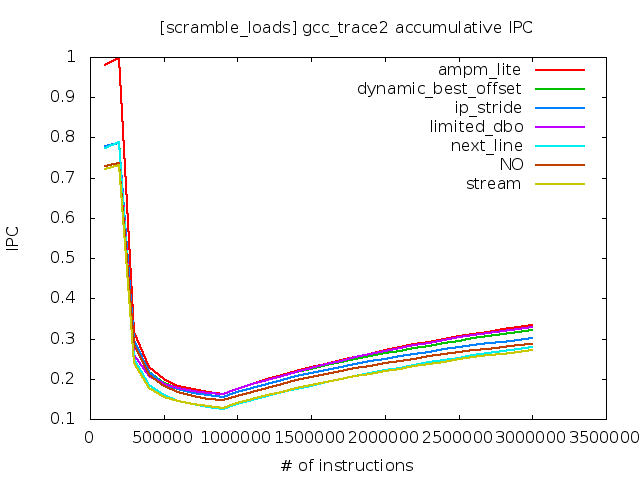 [scramble_loads] gcc_trace2 accumulative IPC
1
0.9
0.8
0.7
0.6
0.5
0.4
0.3
0.2
0.1
IPC
ampm_lite
dynamic_best_offset
ip_stride
limited_dbo
next_line
NO
stream
0 500000 1000000 1500000 2000000 2500000 3000000 3500000
# of instructions